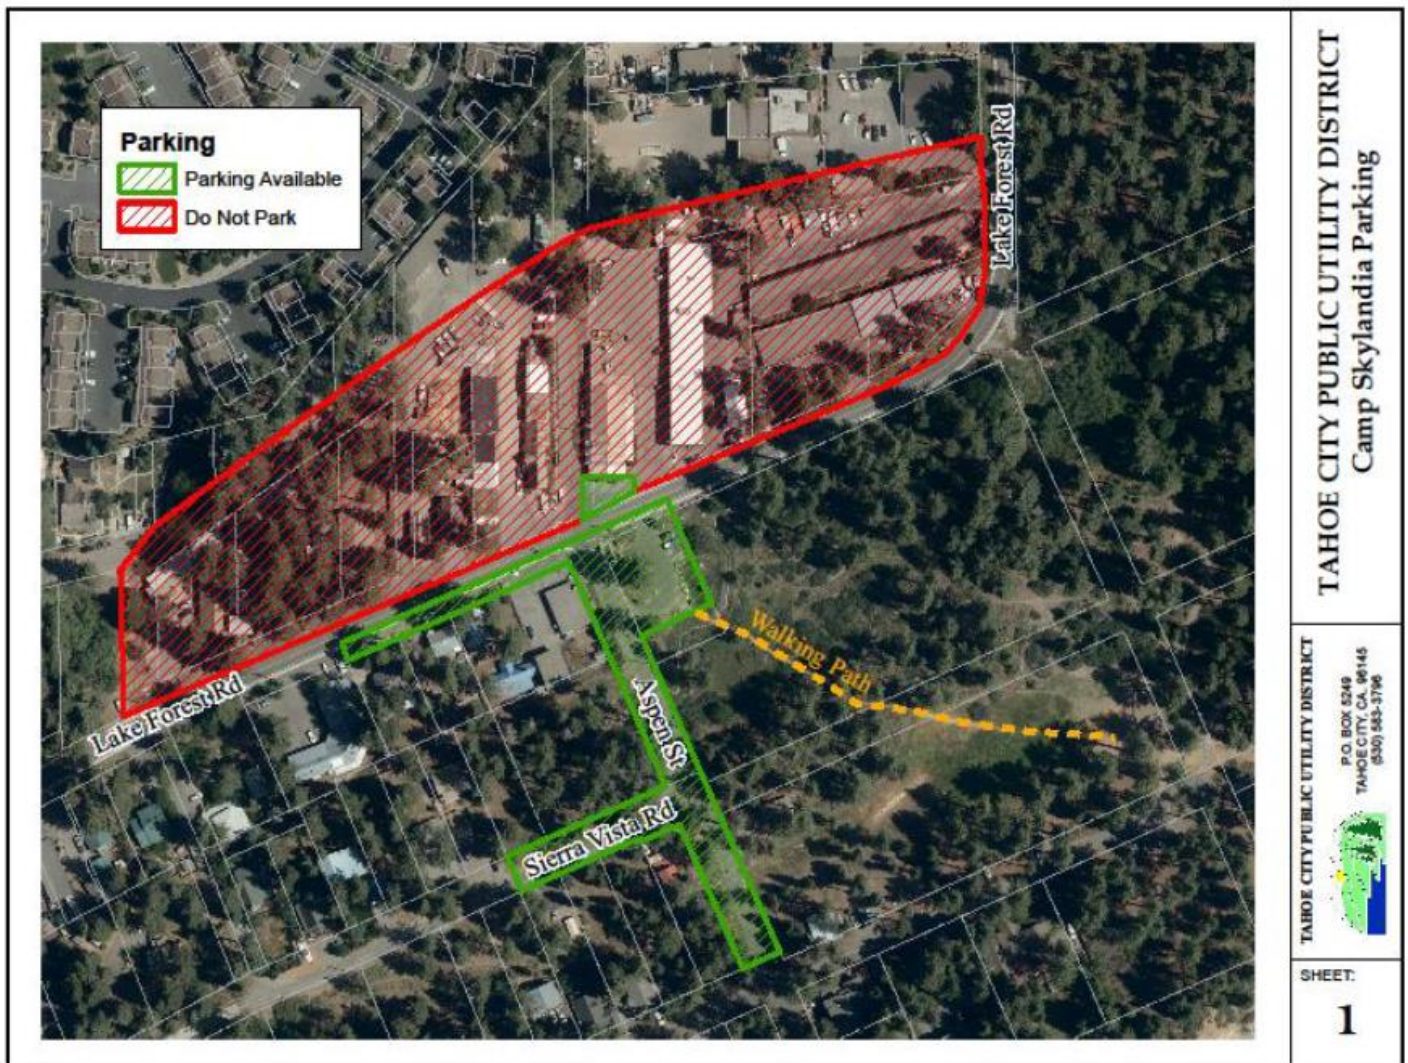 Parking
Parking Available
Do Not Park
Lake Forest Rd
Walking Path
Aspen St
Lake Forest Rd
Sierra Vista Rd
TAHOE CITY PUBLIC UTILITY DISTRICT
Camp Skylandia Parking
TAHOE CITY PUBLIC UTILITY DISTRICT
P.O. BOX 5249
TAHOE CITY, CA. 96145
(530) 583-3796
SHEET:
1